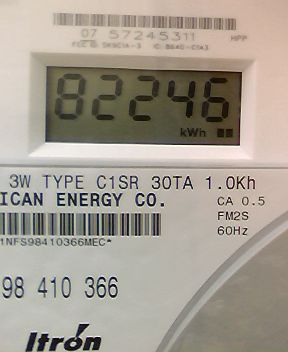 07 57245311 HPP
82246
kWh
3W TYPE C1SR 30TA 1.0Kh
ICAN ENERGY CO. CA 0.5
FM2S
60Hz
1NFS98410366MEC*
98 410 366
Itron